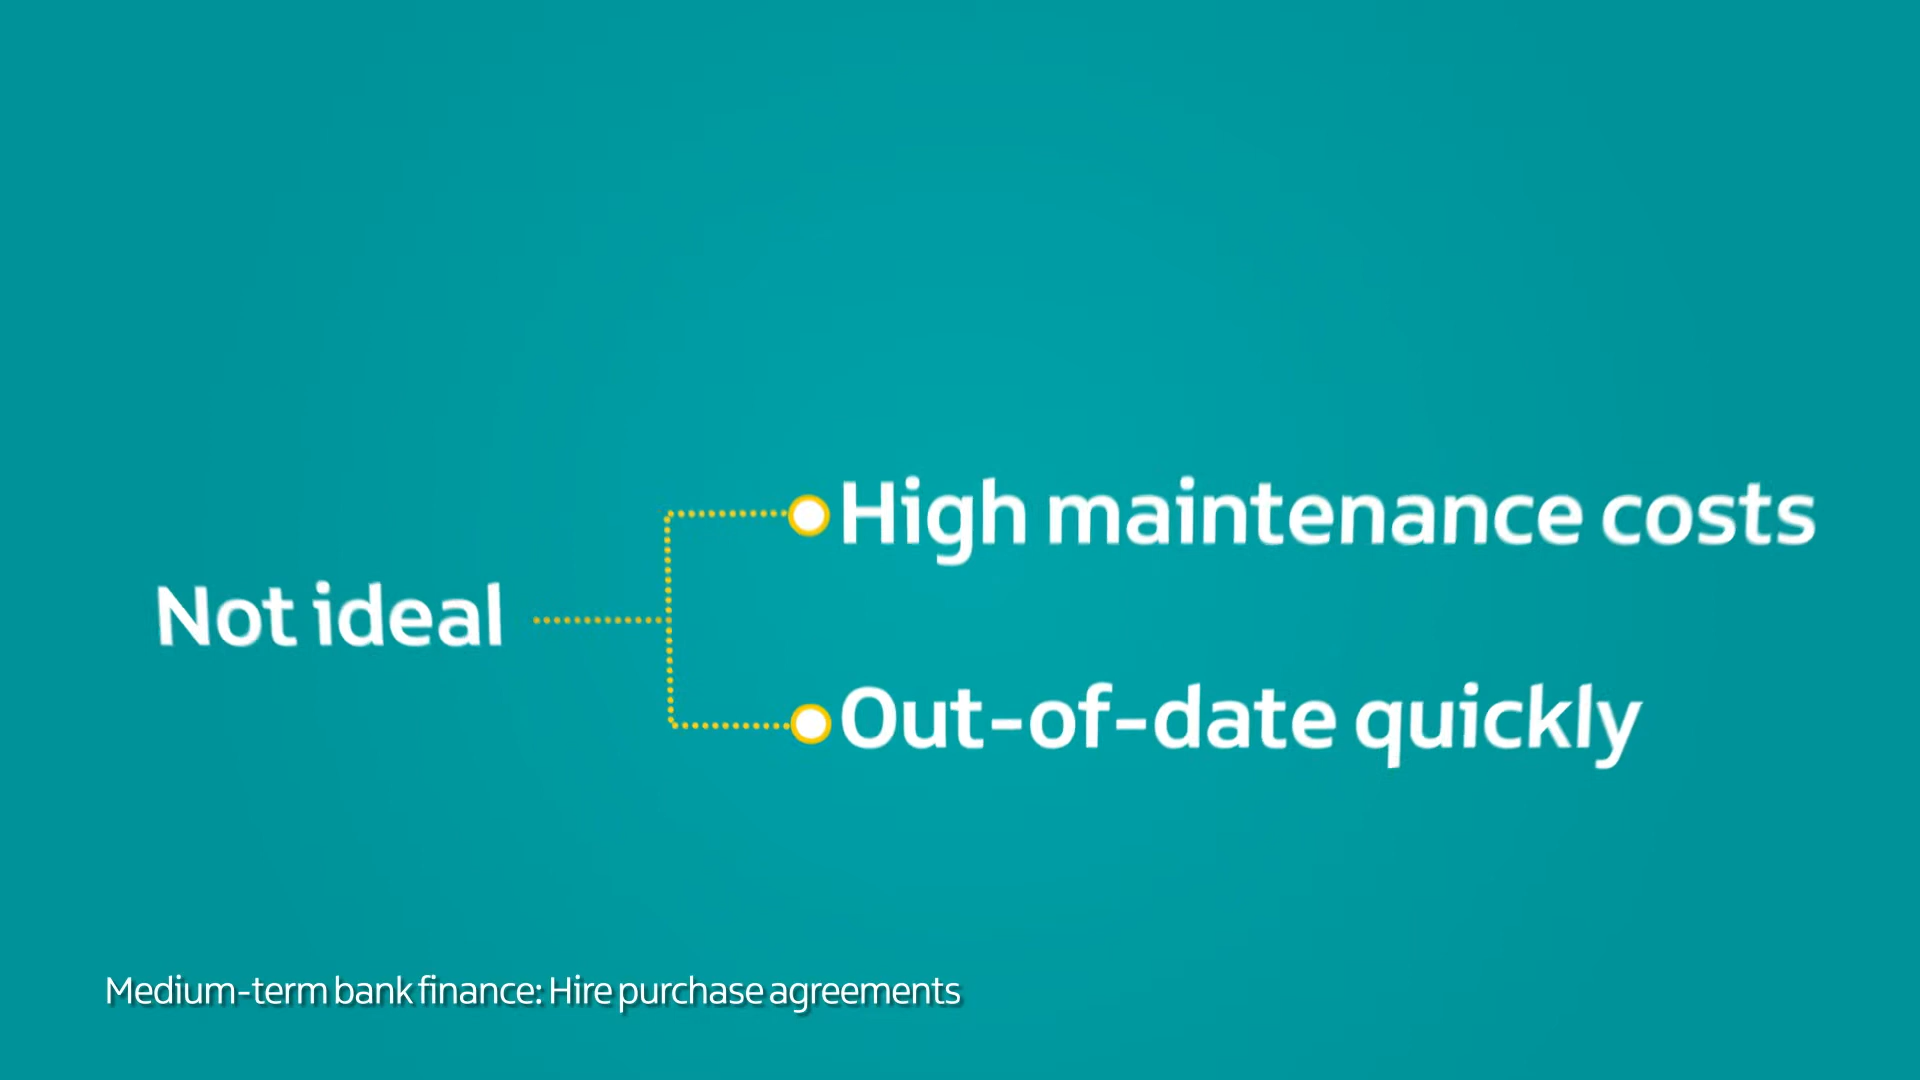 High maintenance costs
Not ideal
Out-of-date quickly
Medium-term bank finance: Hire purchase agreements